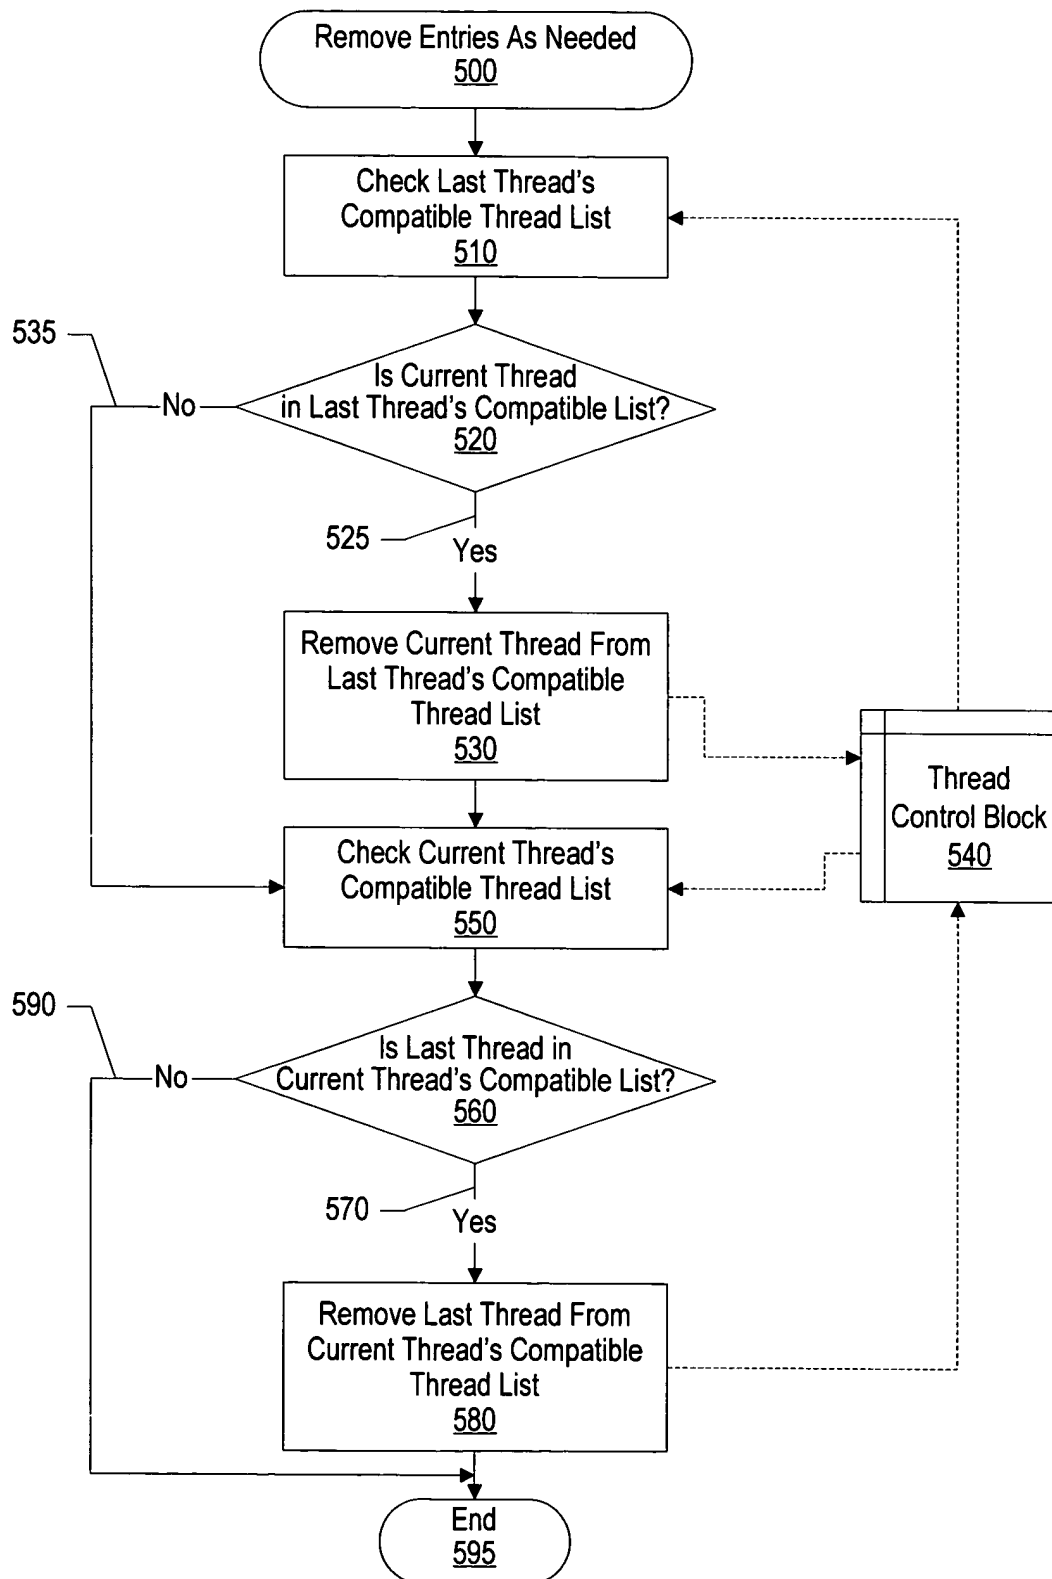 Remove Entries As Needed
500
Check Last Thread's
Compatible Thread List
510
535
Is Current Thread
in Last Thread's Compatible List?
520
No
525
Yes
Remove Current Thread From
Last Thread's Compatible
Thread List
530
Thread
Control Block
540
Check Current Thread's
Compatible Thread List
550
590
Is Last Thread in
Current Thread's Compatible List?
560
No
570
Yes
Remove Last Thread From
Current Thread's Compatible
Thread List
580
End
595